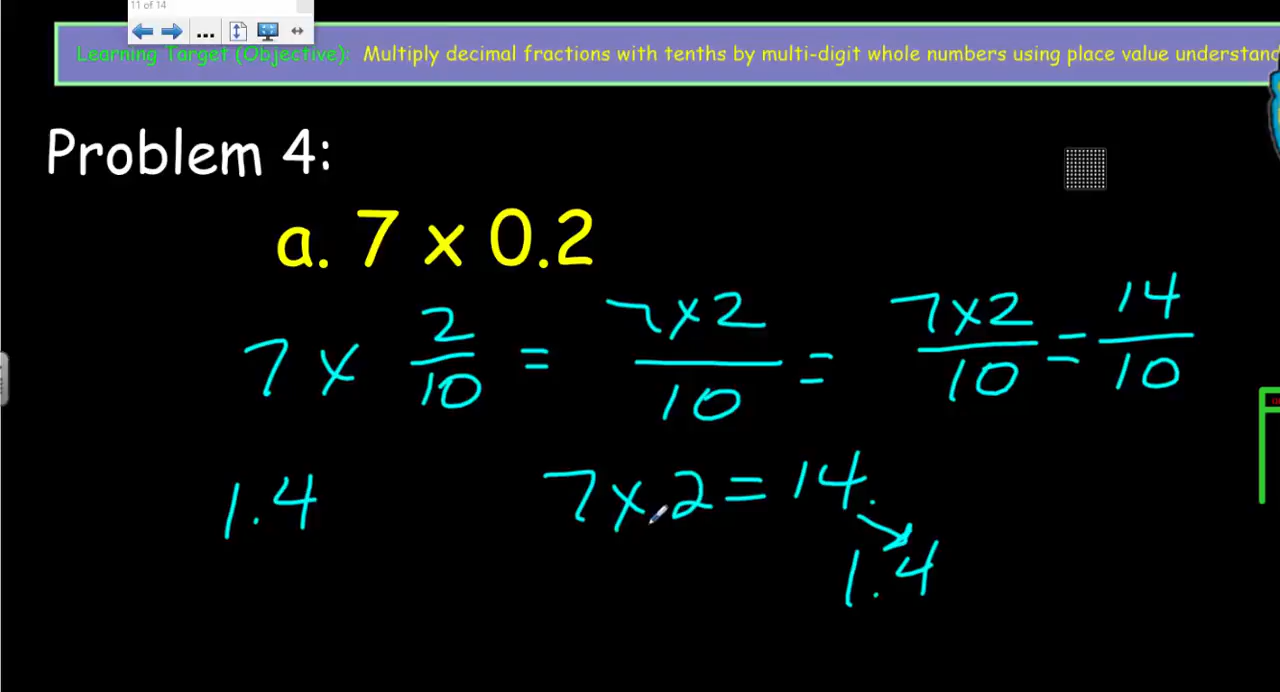 11 of 14
Learning Target (Objective): Multiply decimal fractions with tenths by multi-digit whole numbers using place value
Problem 4:
a. 7 x 0.2
7 x 2/10 = 7x2/10 = 7x2/10 = 14/10
1.4
7x.2 = 14.
1.4